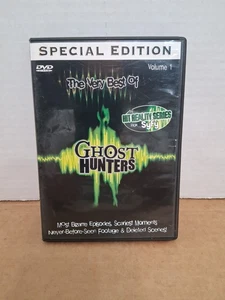 SPECIAL EDITION
DVD
Volume 1
The Very Best Of
HIT REALITY SERIES
GHOST
HUNTERS
Most Bizarre Episodes, Scariest Moments
Never-Before-Seen Footage & Deleted Scenes!